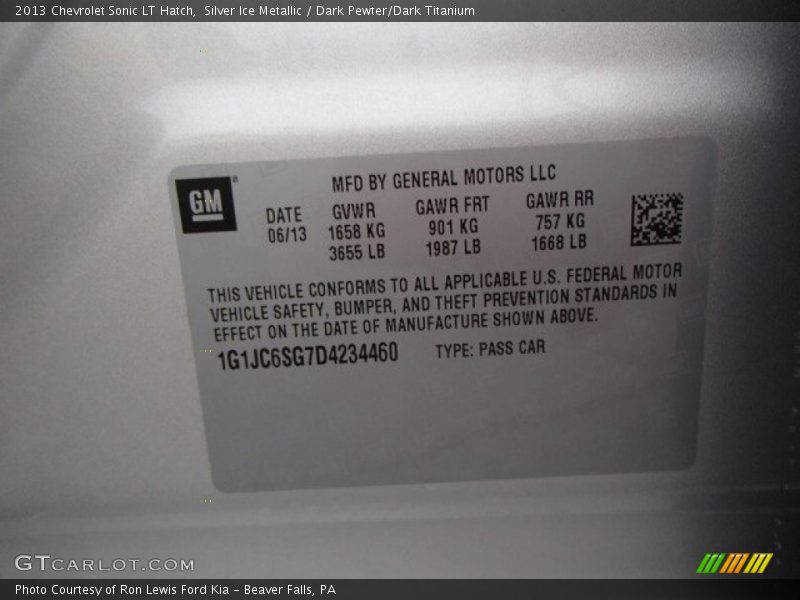 2013 Chevrolet Sonic LT Hatch,  Silver Ice Metallic / Dark Pewter/Dark Titanium
GM
MFD BY GENERAL MOTORS LLC
DATE GVWR GAWR FRT GAWR RR
06/13 1658 KG 901 KG 757 KG
3655 LB 1987 LB 1668 LB
THIS VEHICLE CONFORMS TO ALL APPLICABLE U.S. FEDERAL MOTOR
VEHICLE SAFETY, BUMPER, AND THEFT PREVENTION STANDARDS IN
EFFECT ON THE DATE OF MANUFACTURE SHOWN ABOVE.
1G1JC6SG7D4234460 TYPE: PASS CAR
GTCARLOT.COM
Photo Courtesy of Ron Lewis Ford Kia – Beaver Falls, PA